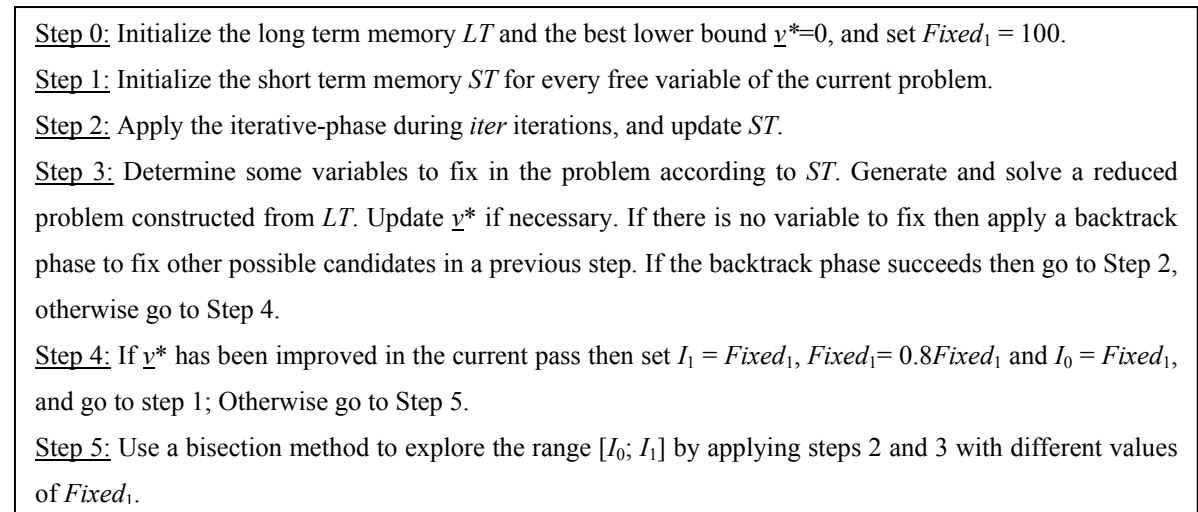 Step 0: Initialize the long term memory LT and the best lower bound v*=0, and set Fixed₁ = 100.
Step 1: Initialize the short term memory ST for every free variable of the current problem.
Step 2: Apply the iterative-phase during iter iterations, and update ST.
Step 3: Determine some variables to fix in the problem according to ST. Generate and solve a reduced
problem constructed from LT. Update v* if necessary. If there is no variable to fix then apply a backtrack
phase to fix other possible candidates in a previous step. If the backtrack phase succeeds then go to Step 2,
otherwise go to Step 4.
Step 4: If v* has been improved in the current pass then set I₁ = Fixed₁, Fixed₁= 0.8Fixed₁ and I₀ = Fixed₁,
and go to step 1; Otherwise go to Step 5.
Step 5: Use a bisection method to explore the range [I₀; I₁] by applying steps 2 and 3 with different values
of Fixed₁.